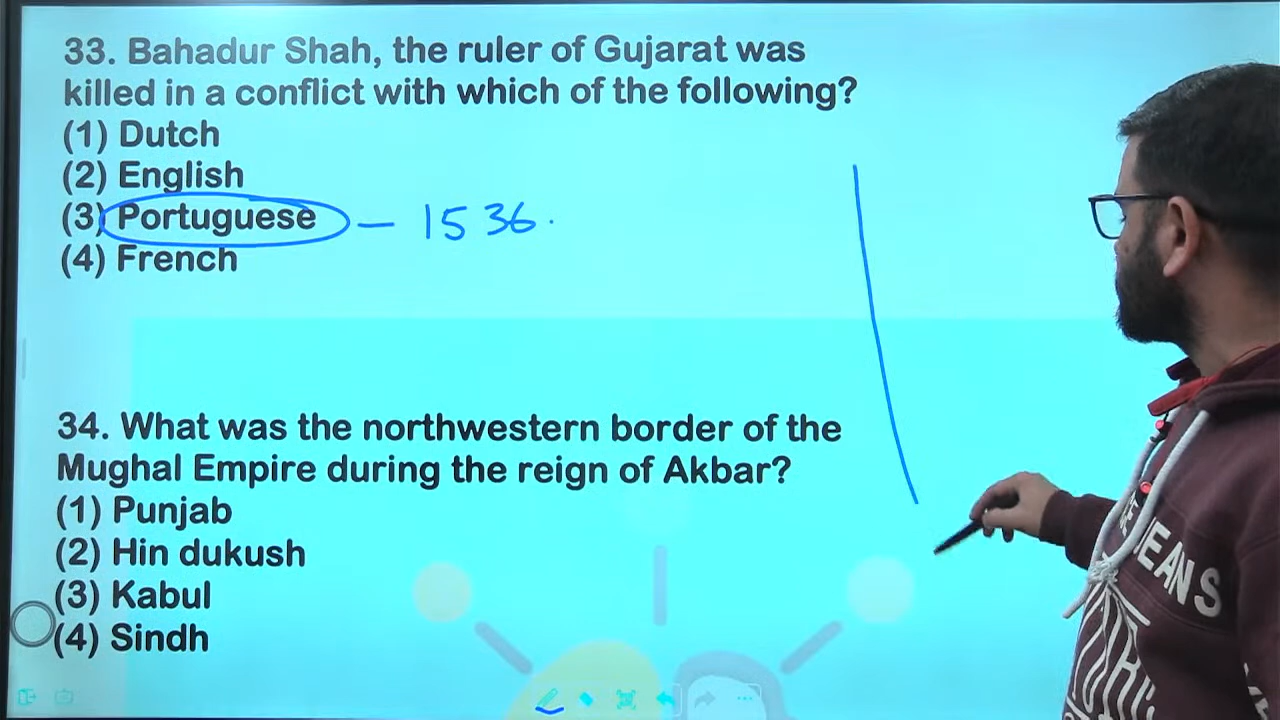 33. Bahadur Shah, the ruler of Gujarat was
killed in a conflict with which of the following?
(1) Dutch
(2) English
(3) Portuguese – 1536.
(4) French
34. What was the northwestern border of the
Mughal Empire during the reign of Akbar?
(1) Punjab
(2) Hin dukush
(3) Kabul
(4) Sindh
JEANS